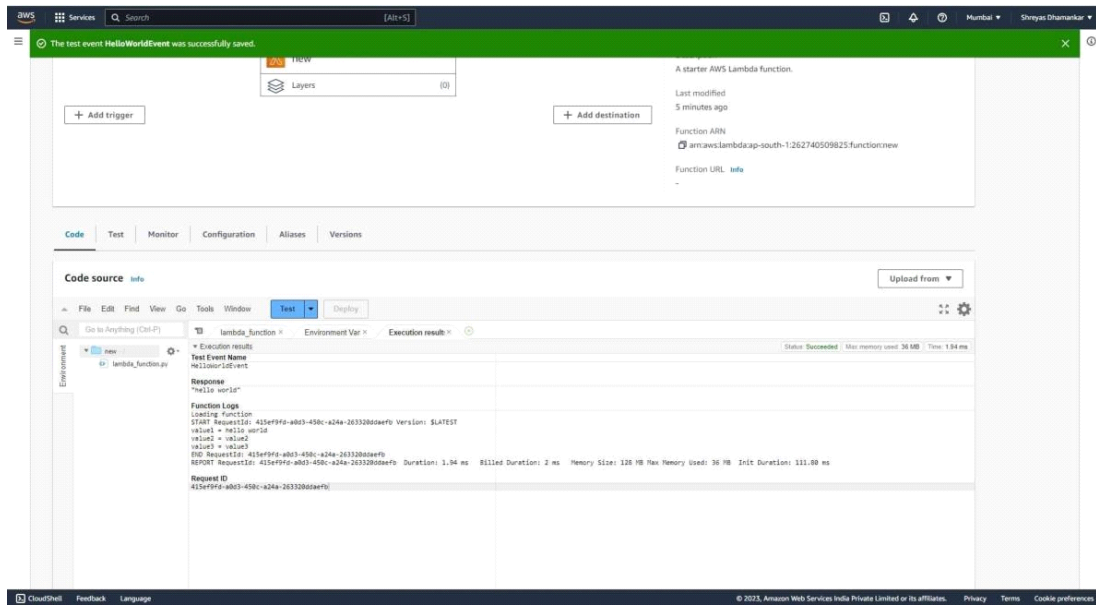 aws
Services
Search
[Alt+S]
Mumbai ▼
Shreyas Dhamankar ▼
The test event HelloWorldEvent was successfully saved.
new
Layers
(0)
+ Add trigger
+ Add destination
A starter AWS Lambda function.
Last modified
5 minutes ago
Function ARN
arn:aws:lambda:ap-south-1:262740509825:function:new
Function URL Info
-
Code Test Monitor Configuration Aliases Versions
Code source Info
Upload from ▼
File Edit Find View Go Tools Window Test Deploy
Go to Anything (Ctrl-P)
lambda_function × Environment Var × Execution result ×
Environment
new
lambda_function.py
▼ Execution results
Status: Succeeded Max memory used: 36 MB Time: 1.94 ms
Test Event Name
HelloWorldEvent
Response
"hello world"
Function Logs
Loading function
START RequestId: 415ef9fd-a0d3-450c-a24a-263320ddaefb Version: $LATEST
value1 = hello world
value2 = value2
value3 = value3
END RequestId: 415ef9fd-a0d3-450c-a24a-263320ddaefb
REPORT RequestId: 415ef9fd-a0d3-450c-a24a-263320ddaefb Duration: 1.94 ms Billed Duration: 2 ms Memory Size: 128 MB Max Memory Used: 36 MB Init Duration: 111.80 ms
Request ID
415ef9fd-a0d3-450c-a24a-263320ddaefb
CloudShell Feedback Language
© 2023, Amazon Web Services India Private Limited or its affiliates. Privacy Terms Cookie preferences